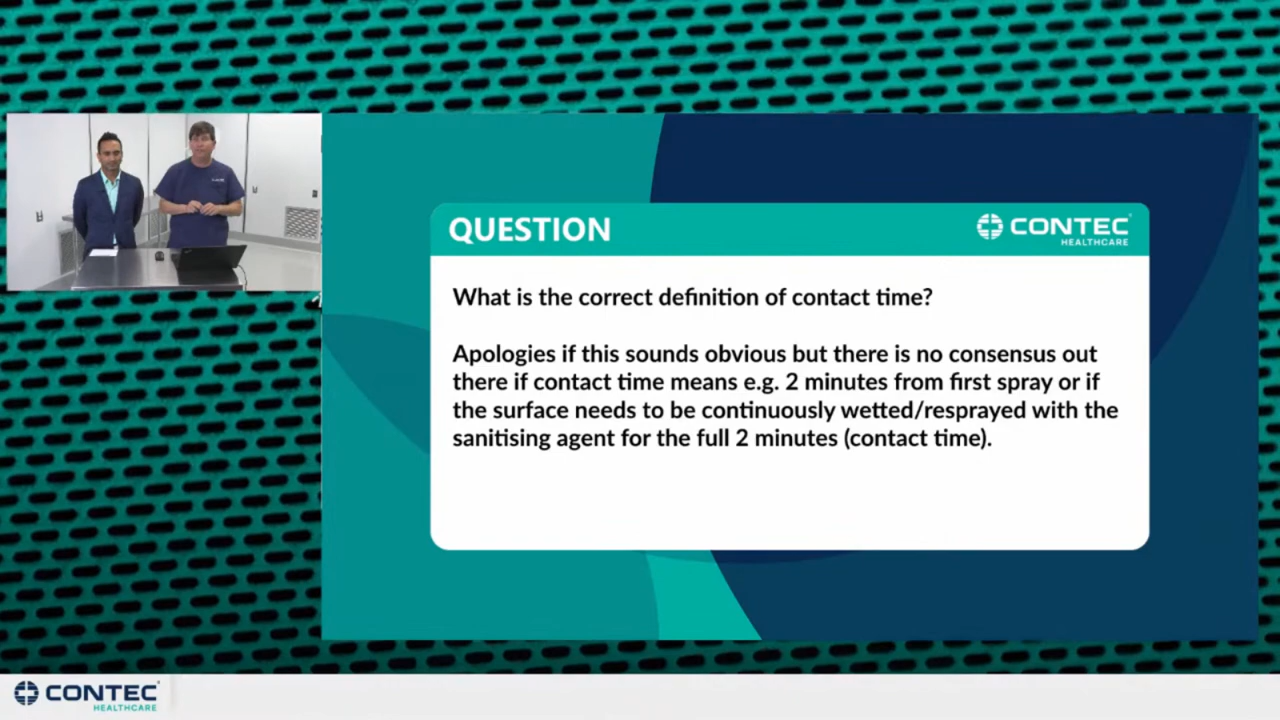 QUESTION
CONTEC
HEALTHCARE
What is the correct definition of contact time?
Apologies if this sounds obvious but there is no consensus out
there if contact time means e.g. 2 minutes from first spray or if
the surface needs to be continuously wetted/resprayed with the
sanitising agent for the full 2 minutes (contact time).
CONTEC
HEALTHCARE